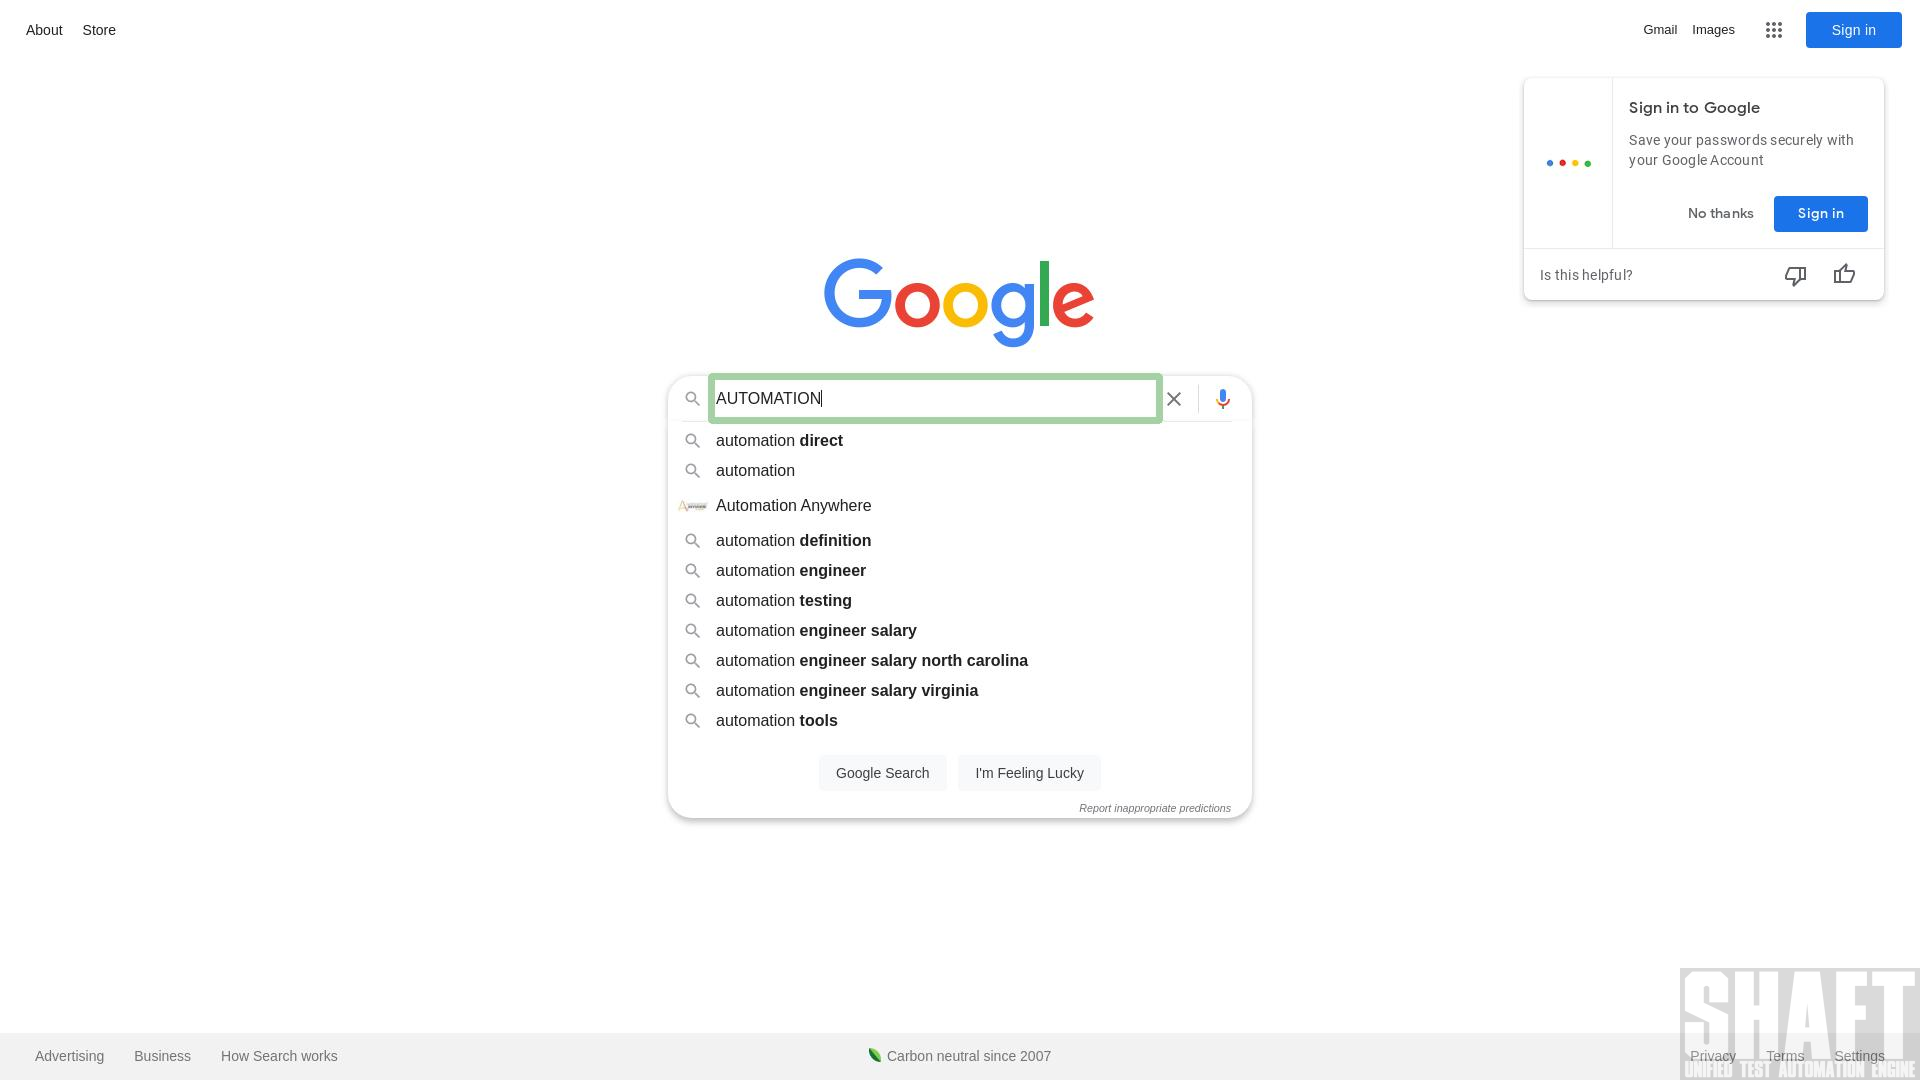 About Store
Gmail Images Sign in
Sign in to Google
Save your passwords securely with
your Google Account
No thanks Sign in
Is this helpful?
Google
AUTOMATION
automation direct
automation
Automation Anywhere
automation definition
automation engineer
automation testing
automation engineer salary
automation engineer salary north carolina
automation engineer salary virginia
automation tools
Google Search I'm Feeling Lucky
Report inappropriate predictions
SHAFT
Advertising Business How Search works Carbon neutral since 2007 Privacy Terms Settings
UNIFIED TEST AUTOMATION ENGINE